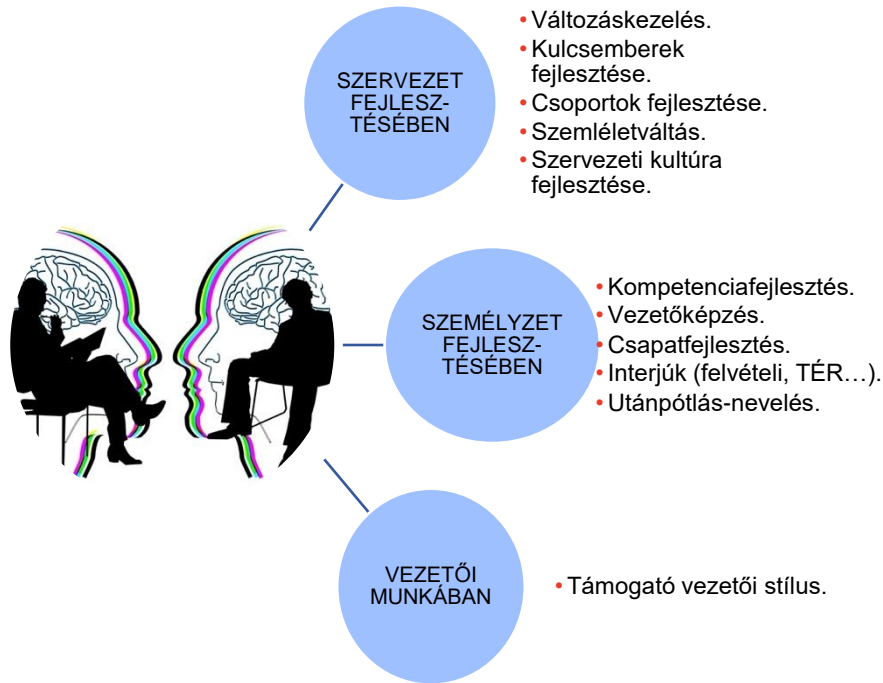 SZERVEZET
FEJLESZ-
TÉSÉBEN
• Változáskezelés.
• Kulcsemberek
fejlesztése.
• Csoportok fejlesztése.
• Szemléletváltás.
• Szervezeti kultúra
fejlesztése.
SZEMÉLYZET
FEJLESZ-
TÉSÉBEN
• Kompetenciafejlesztés.
• Vezetőképzés.
• Csapatfejlesztés.
• Interjúk (felvételi, TÉR…).
• Utánpótlás-nevelés.
VEZETŐI
MUNKÁBAN
• Támogató vezetői stílus.